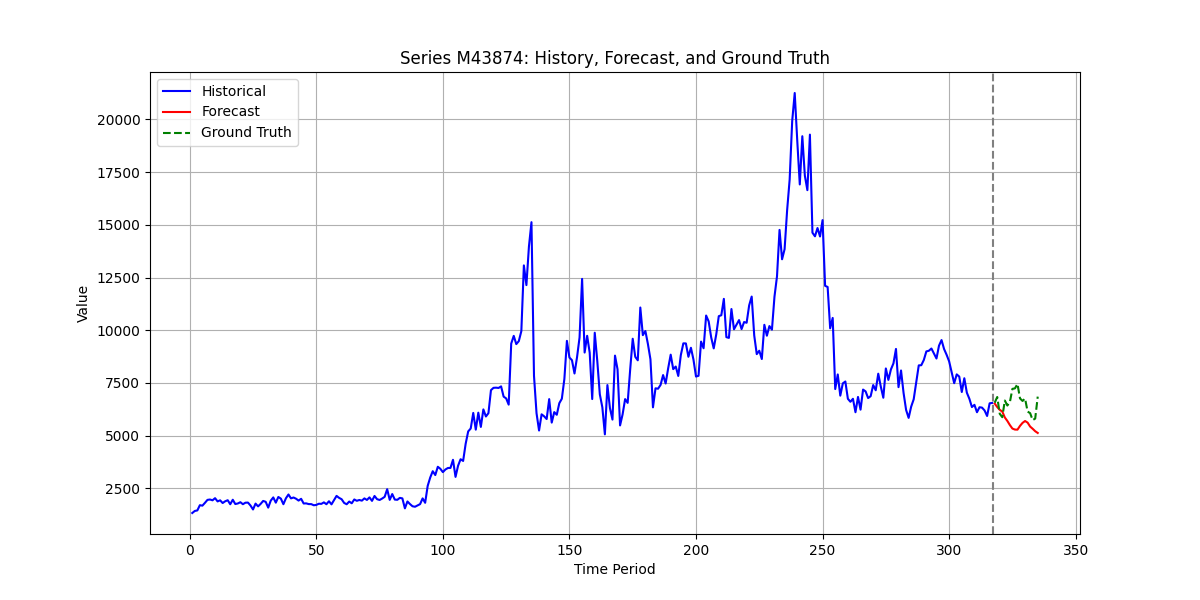 Series M43874: History, Forecast, and Ground Truth
Historical
Forecast
Ground Truth
Value
20000
17500
15000
12500
10000
7500
5000
2500
0 50 100 150 200 250 300 350
Time Period